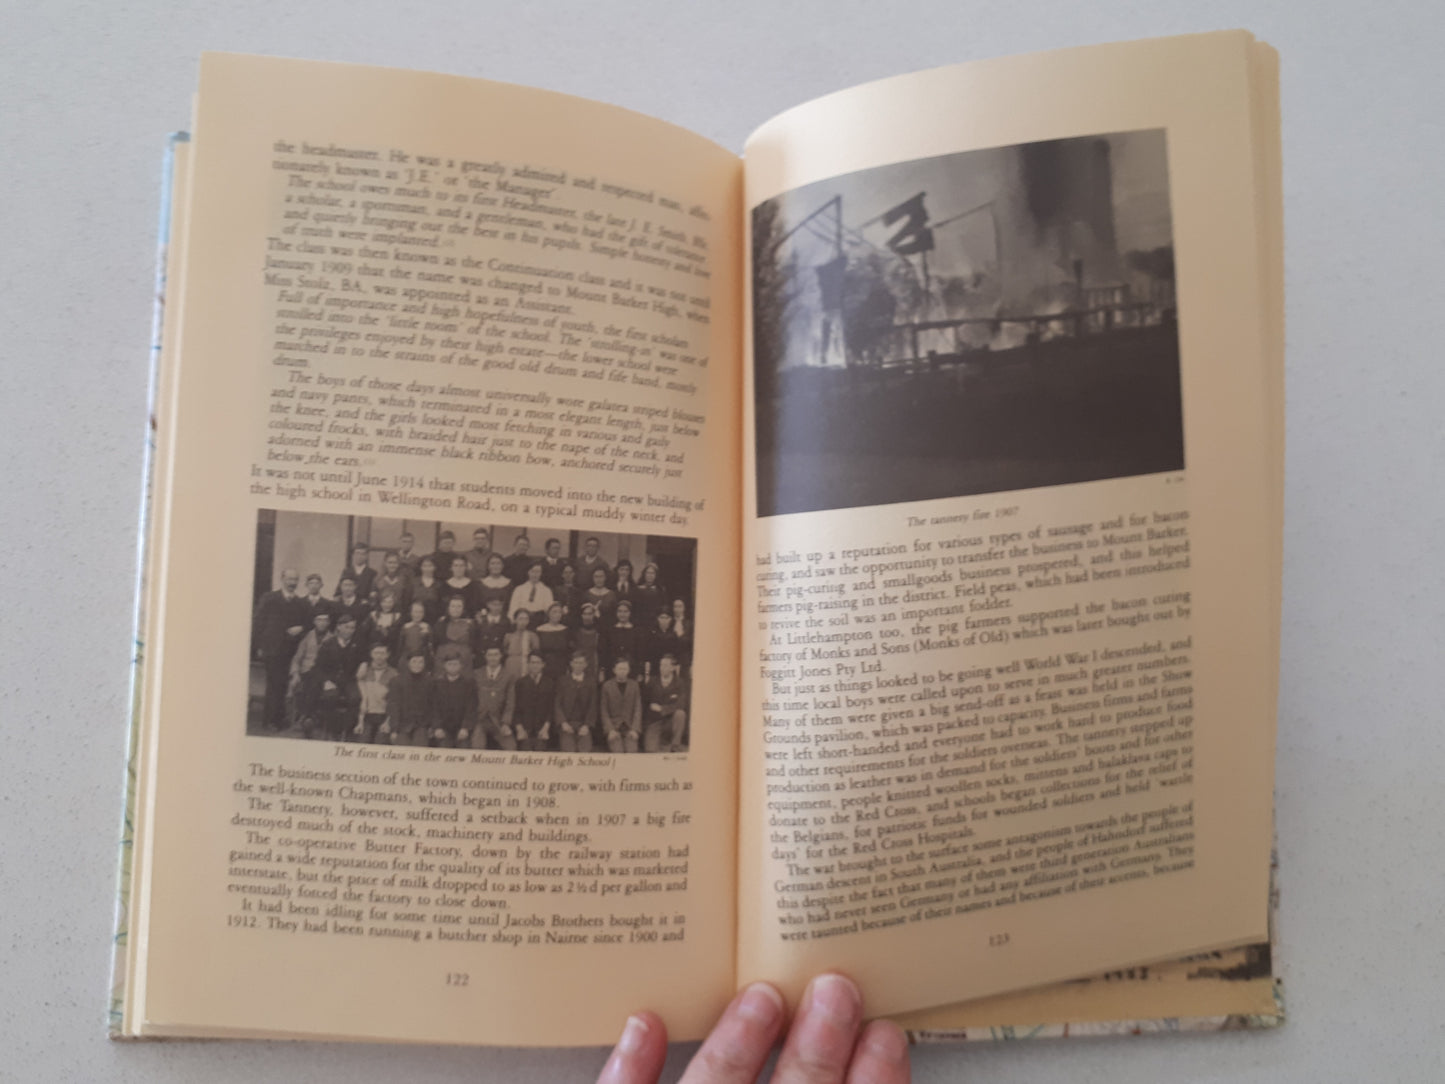 the headmaster. He was a greatly admired and respected man, affec-
tionately known as 'J.E.' or 'the Manager'.
The school owes much to its first Headmaster, the late J. E. Smith, Ble,
a scholar, a sportsman, and a gentleman, who had the gift of tolerance
and quietly bringing out the best in his pupils. Simple honesty and love
of truth were implanted.
The class was then known as the Continuation class and it was not until
January 1909 that the name was changed to Mount Barker High, when
Miss Stolz, BA, was appointed as an Assistant.
Full of importance and high hopefulness of youth, the first scholars
strolled into the 'little room' of the school. The 'strolling-in' was one of
the privileges enjoyed by their high estate—the lower school were
marched in to the strains of the good old drum and fife band, mostly
drum.
The boys of those days almost universally wore galatea striped blouses
and navy pants, which terminated in a most elegant length, just below
the knee, and the girls looked most fetching in various and gaily
coloured frocks, with braided hair just to the nape of the neck, and
adorned with an immense black ribbon bow, anchored securely just
below the ears.
It was not until June 1914 that students moved into the new building of
the high school in Wellington Road, on a typical muddy winter day.
The first class in the new Mount Barker High School
The business section of the town continued to grow, with firms such as
the well-known Chapmans, which began in 1908.
The Tannery, however, suffered a setback when in 1907 a big fire
destroyed much of the stock, machinery and buildings.
The co-operative Butter Factory, down by the railway station had
gained a wide reputation for the quality of its butter which was marketed
interstate, but the price of milk dropped to as low as 2½d per gallon and
eventually forced the factory to close down.
It had been idling for some time until Jacobs Brothers bought it in
1912. They had been running a butcher shop in Nairne since 1900 and
122
The tannery fire 1907
had built up a reputation for various types of sausage and for bacon
curing, and saw the opportunity to transfer the business to Mount Barker.
Their pig-curing and smallgoods business prospered, and this helped
farmers pig-raising in the district. Field peas, which had been introduced
to revive the soil was an important fodder.
At Littlehampton too, the pig farmers supported the bacon curing
factory of Monks and Sons (Monks of Old) which was later bought out by
Foggitt Jones Pty Ltd.
But just as things looked to be going well World War I descended, and
this time local boys were called upon to serve in much greater numbers.
Many of them were given a big send-off as a feast was held in the Show
Grounds pavilion, which was packed to capacity. Business firms and farms
were left short-handed and everyone had to work hard to produce food
and other requirements for the soldiers overseas. The tannery stepped up
production as leather was in demand for the soldiers' boots and for other
equipment, people knitted woollen socks, mittens and balaklava caps to
donate to the Red Cross, and schools began collections for the relief of
the Belgians, for patriotic funds for wounded soldiers and held 'wattle
days' for the Red Cross Hospitals.
The war brought to the surface some antagonism towards the people of
German descent in South Australia, and the people of Hahndorf suffered
this despite the fact that many of them were third generation Australians
who had never seen Germany or had any affiliation with Germany. They
were taunted because of their names and because of their accents, because
123